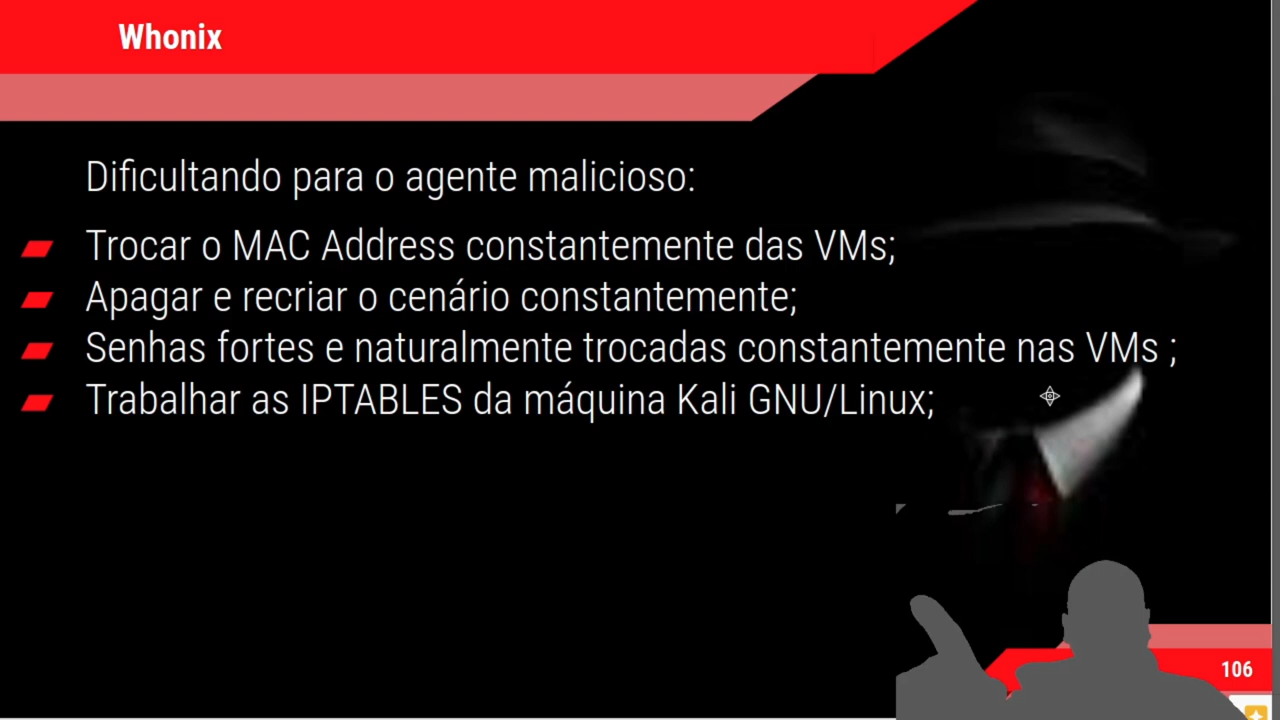 Whonix
Dificultando para o agente malicioso:
Trocar o MAC Address constantemente das VMs;
Apagar e recriar o cenário constantemente;
Senhas fortes e naturalmente trocadas constantemente nas VMs ;
Trabalhar as IPTABLES da máquina Kali GNU/Linux;
106